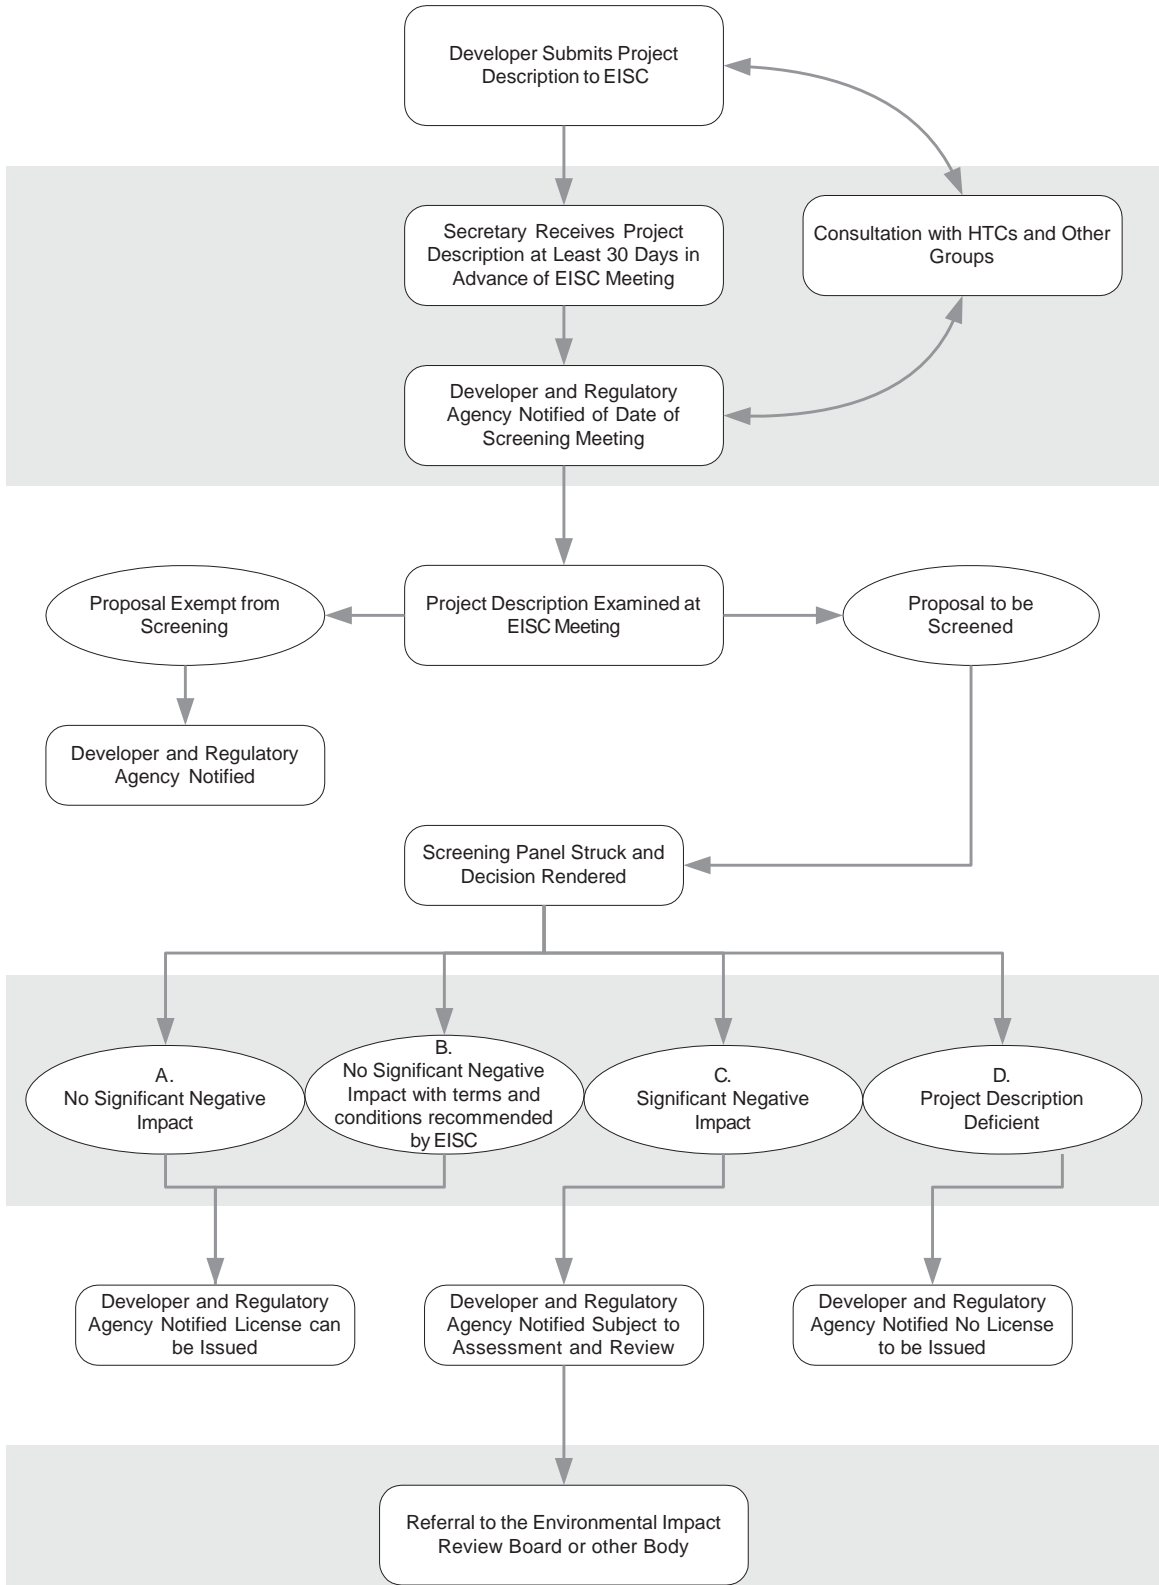 Developer Submits Project
Description to EISC
Secretary Receives Project
Description at Least 30 Days in
Advance of EISC Meeting
Consultation with HTCs and Other
Groups
Developer and Regulatory
Agency Notified of Date of
Screening Meeting
Proposal Exempt from
Screening
Project Description Examined at
EISC Meeting
Proposal to be
Screened
Developer and Regulatory
Agency Notified
Screening Panel Struck and
Decision Rendered
A.
No Significant Negative
Impact
B.
No Significant Negative
Impact with terms and
conditions recommended
by EISC
C.
Significant Negative
Impact
D.
Project Description
Deficient
Developer and Regulatory
Agency Notified License can
be Issued
Developer and Regulatory
Agency Notified Subject to
Assessment and Review
Developer and Regulatory
Agency Notified No License
to be Issued
Referral to the Environmental Impact
Review Board or other Body